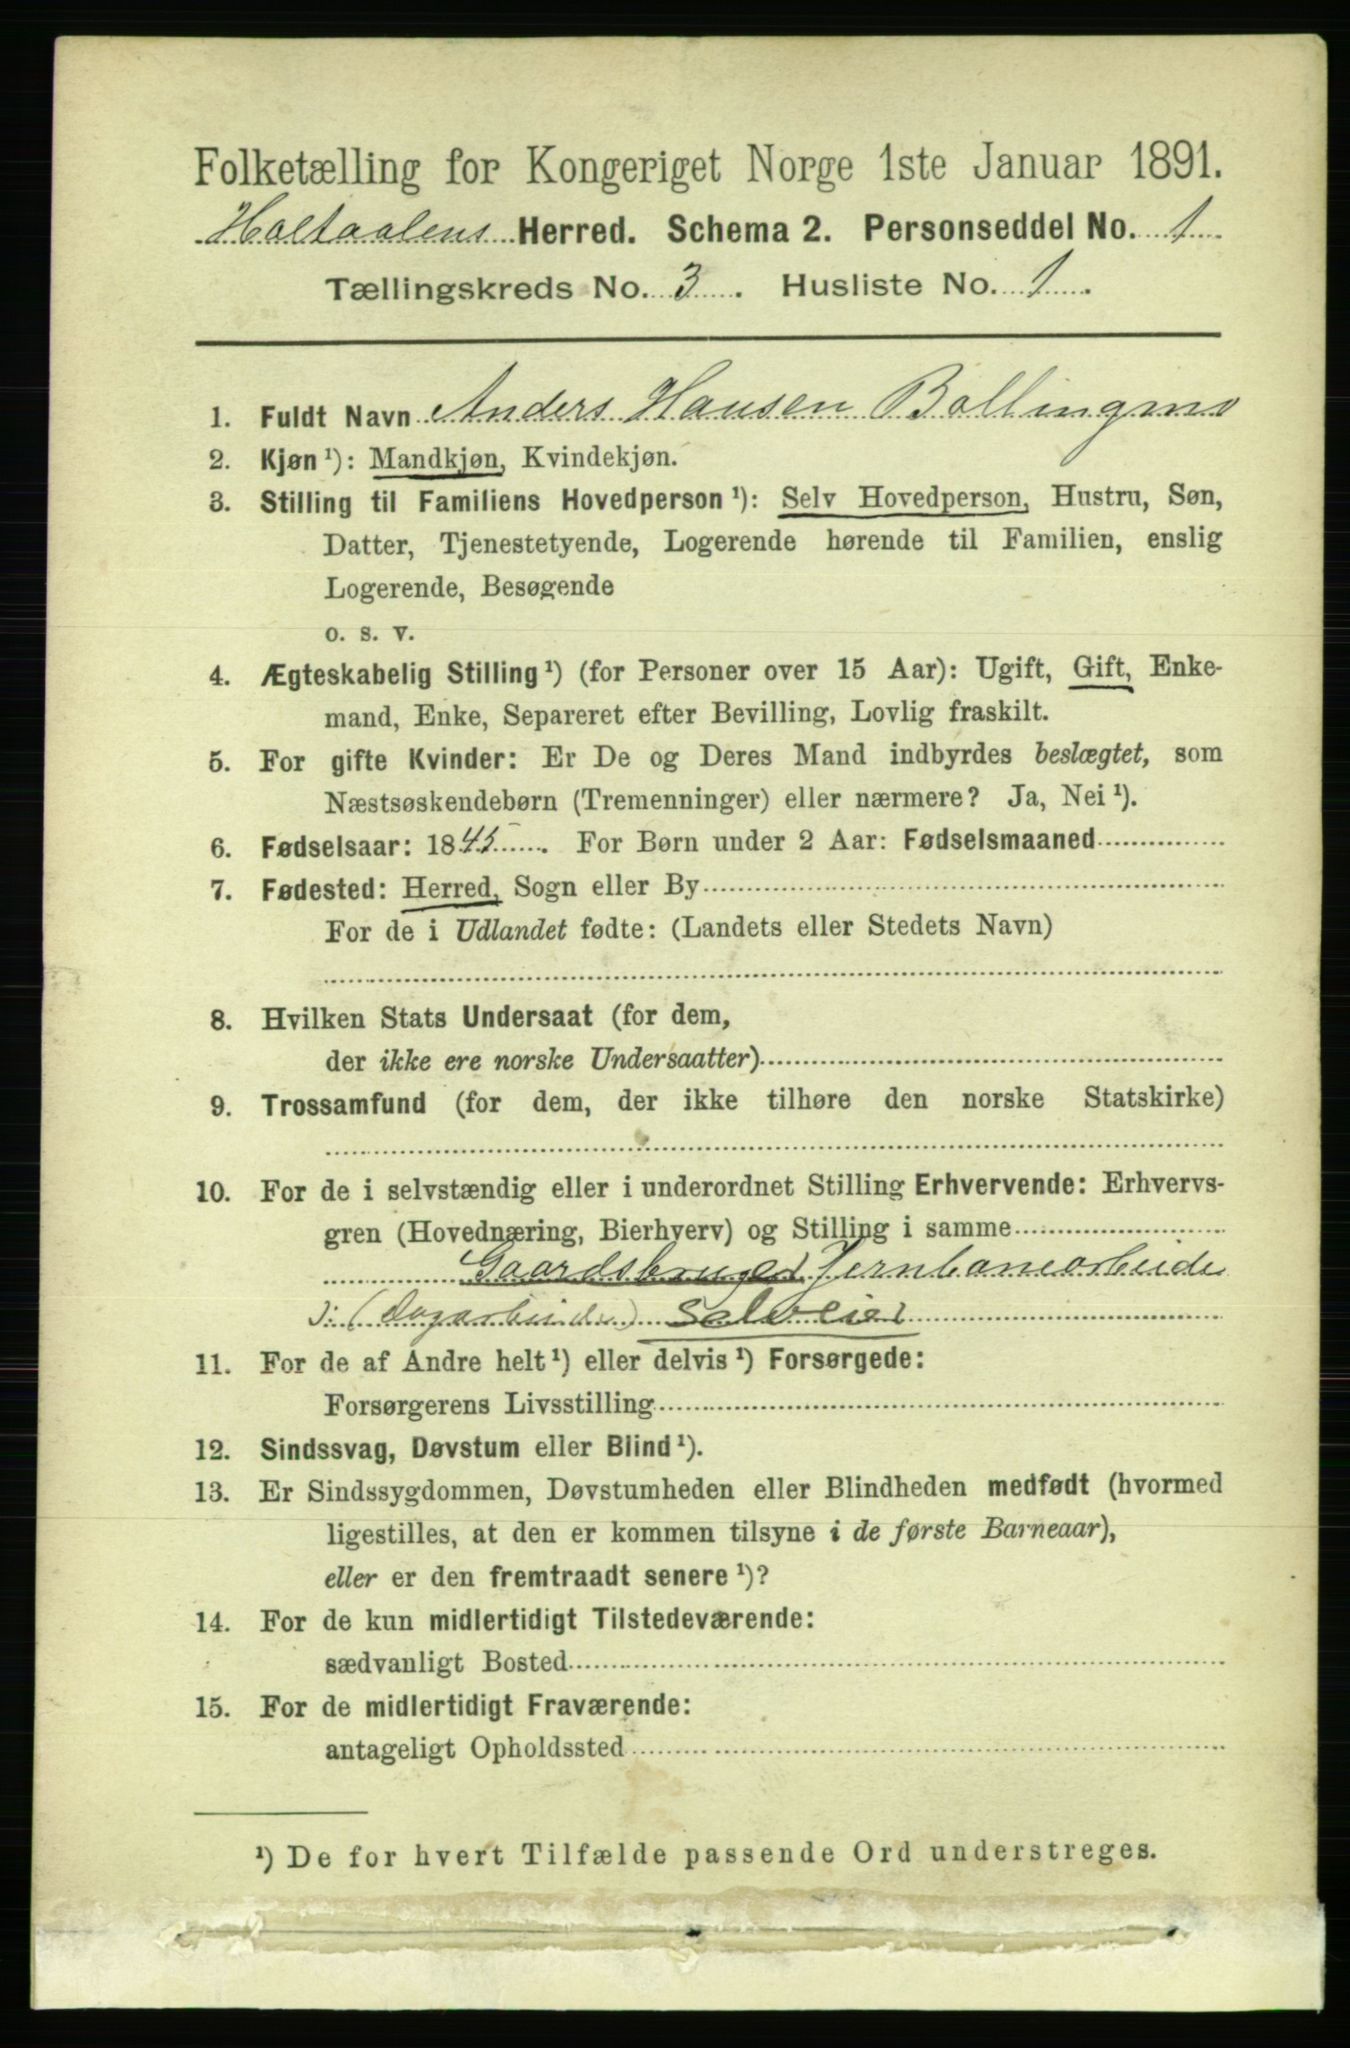 Folketælling for Kongeriget Norge 1ste Januar 1891.
Holtaalens Herred. Schema 2. Personseddel No. 1
Tællingskreds No. 3. Husliste No. 1.
1. Fuldt Navn Anders Hansen Bollingmo
2. Kjøn ¹): Mandkjøn, Kvindekjøn.
3. Stilling til Familiens Hovedperson ¹): Selv Hovedperson, Hustru, Søn,
Datter, Tjenestetyende, Logerende hørende til Familien, enslig
Logerende, Besøgende
o. s. v.
4. Ægteskabelig Stilling ¹) (for Personer over 15 Aar): Ugift, Gift, Enke-
mand, Enke, Separeret efter Bevilling, Lovlig fraskilt.
5. For gifte Kvinder: Er De og Deres Mand indbyrdes beslægtet, som
Næstsøskendebørn (Tremenninger) eller nærmere? Ja, Nei ¹).
6. Fødselsaar: 1845. For Børn under 2 Aar: Fødselsmaaned
7. Fødested: Herred, Sogn eller By
For de i Udlandet fødte: (Landets eller Stedets Navn)
8. Hvilken Stats Undersaat (for dem,
der ikke ere norske Undersaatter)
9. Trossamfund (for dem, der ikke tilhøre den norske Statskirke)
10. For de i selvstændig eller i underordnet Stilling Erhvervende: Erhvervs-
gren (Hovednæring, Bierhverv) og Stilling i samme
Gaardsbruger Jernbanearbeide
ɔ: (Dagarbeider) selveier
11. For de af Andre helt ¹) eller delvis ¹) Forsørgede:
Forsørgerens Livsstilling
12. Sindssvag, Døvstum eller Blind ¹).
13. Er Sindssygdommen, Døvstumheden eller Blindheden medfødt (hvormed
ligestilles, at den er kommen tilsyne i de første Barneaar),
eller er den fremtraadt senere ¹)?
14. For de kun midlertidigt Tilstedeværende:
sædvanligt Bosted
15. For de midlertidigt Fraværende:
antageligt Opholdssted
¹) De for hvert Tilfælde passende Ord understreges.